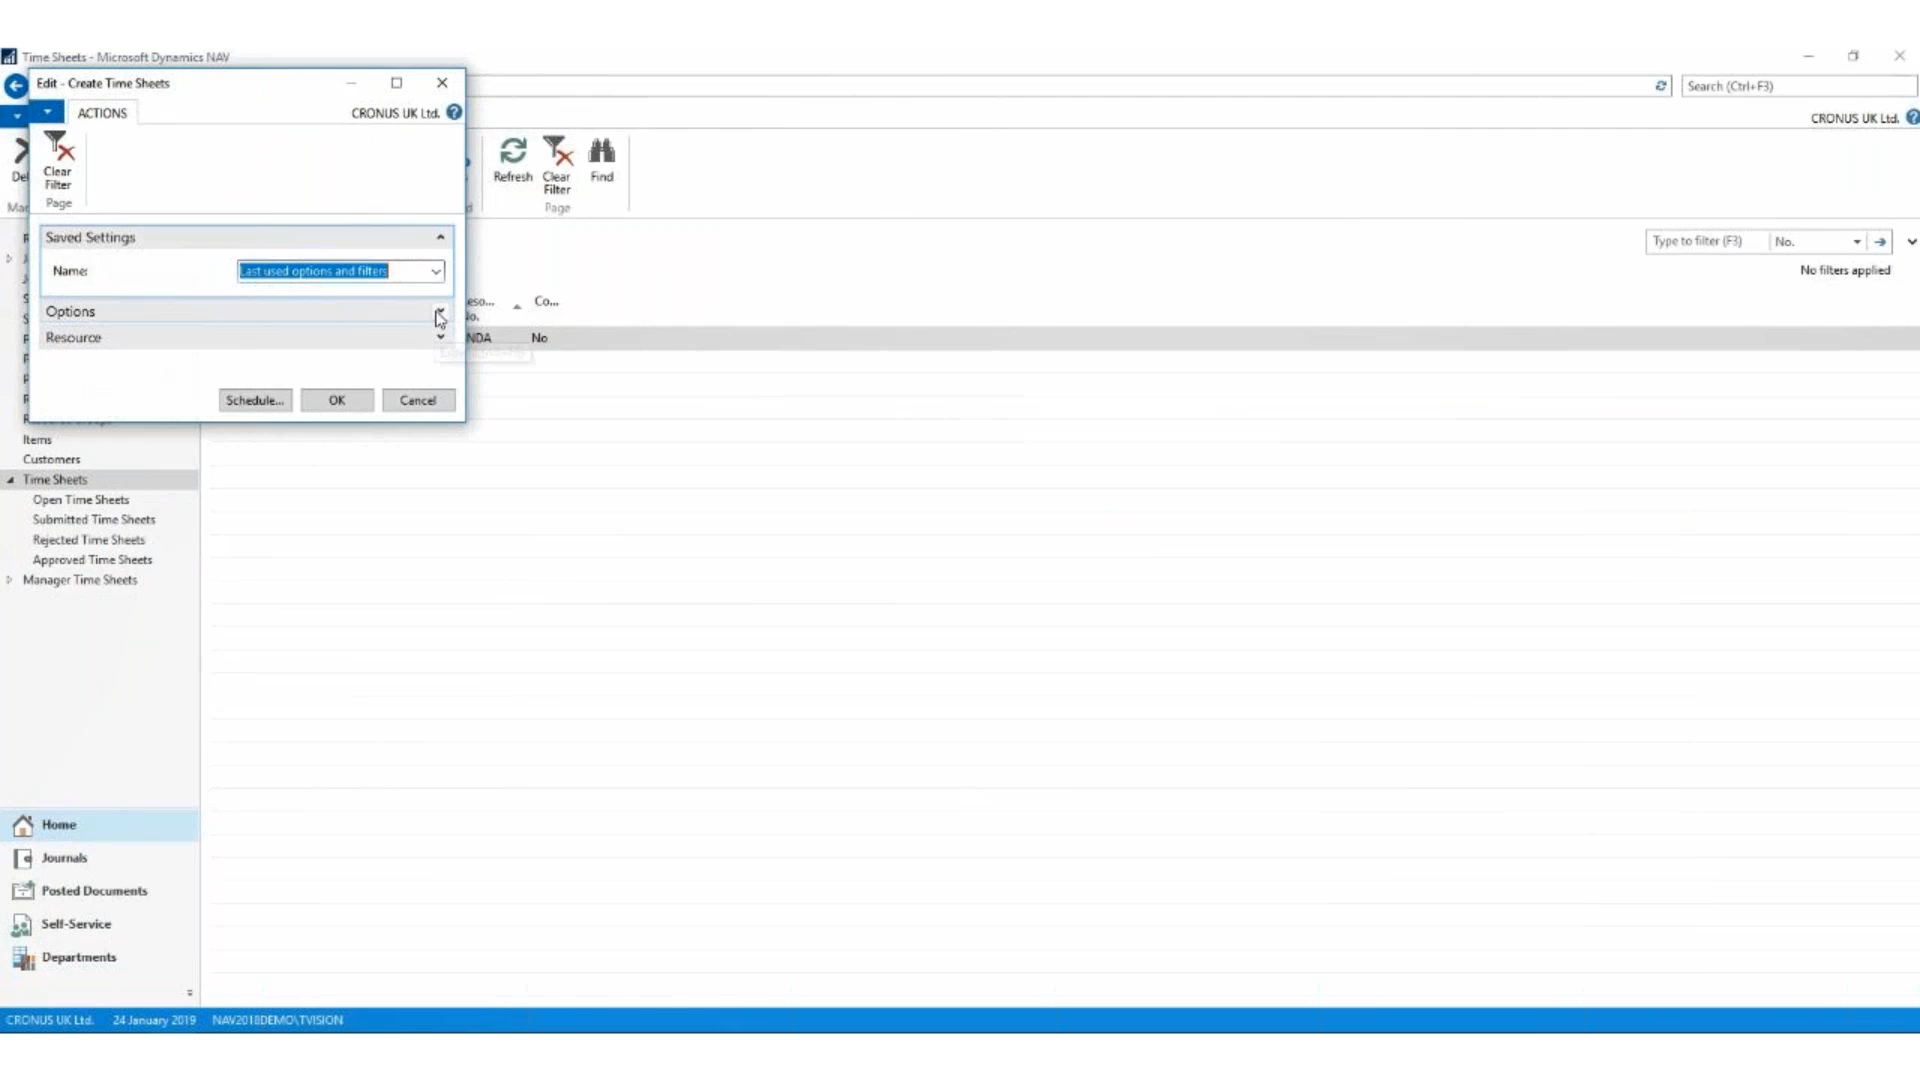 Time Sheets - Microsoft Dynamics NAV
Edit - Create Time Sheets
Search (Ctrl+F3)
ACTIONS
CRONUS UK Ltd.
CRONUS UK Ltd.
Clear
Filter
Page
Refresh
Clear
Filter
Find
Page
Saved Settings
Name:
Last used options and filters
Options
Resource
Schedule...
OK
Cancel
Type to filter (F3)
No.
No filters applied
Co...
No
Items
Customers
Time Sheets
Open Time Sheets
Submitted Time Sheets
Rejected Time Sheets
Approved Time Sheets
Manager Time Sheets
Home
Journals
Posted Documents
Self-Service
Departments
CRONUS UK Ltd.
24 January 2019
NAV2018DEMO\TVISION